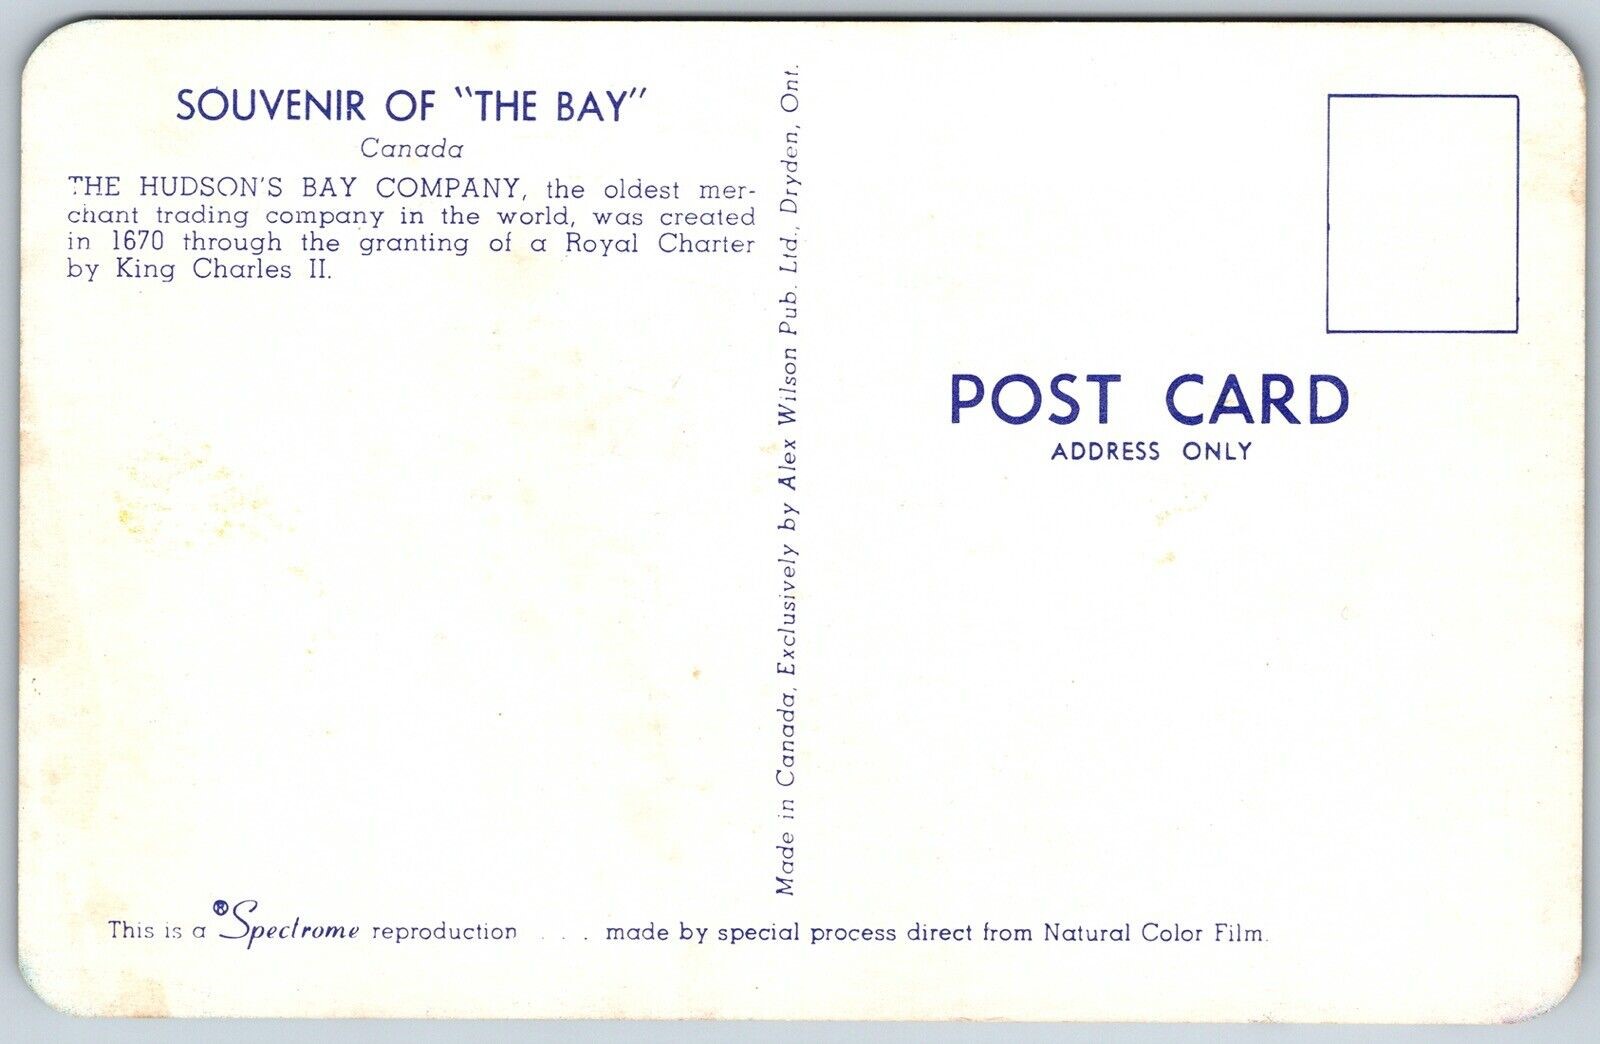 SOUVENIR OF "THE BAY"
Canada
THE HUDSON'S BAY COMPANY, the oldest mer-
chant trading company in the world, was created
in 1670 through the granting of a Royal Charter
by King Charles II.
Made in Canada, Exclusively by Alex Wilson Pub. Ltd., Dryden, Ont.
POST CARD
ADDRESS ONLY
This is a ®Spectrome reproduction . . . made by special process direct from Natural Color Film.